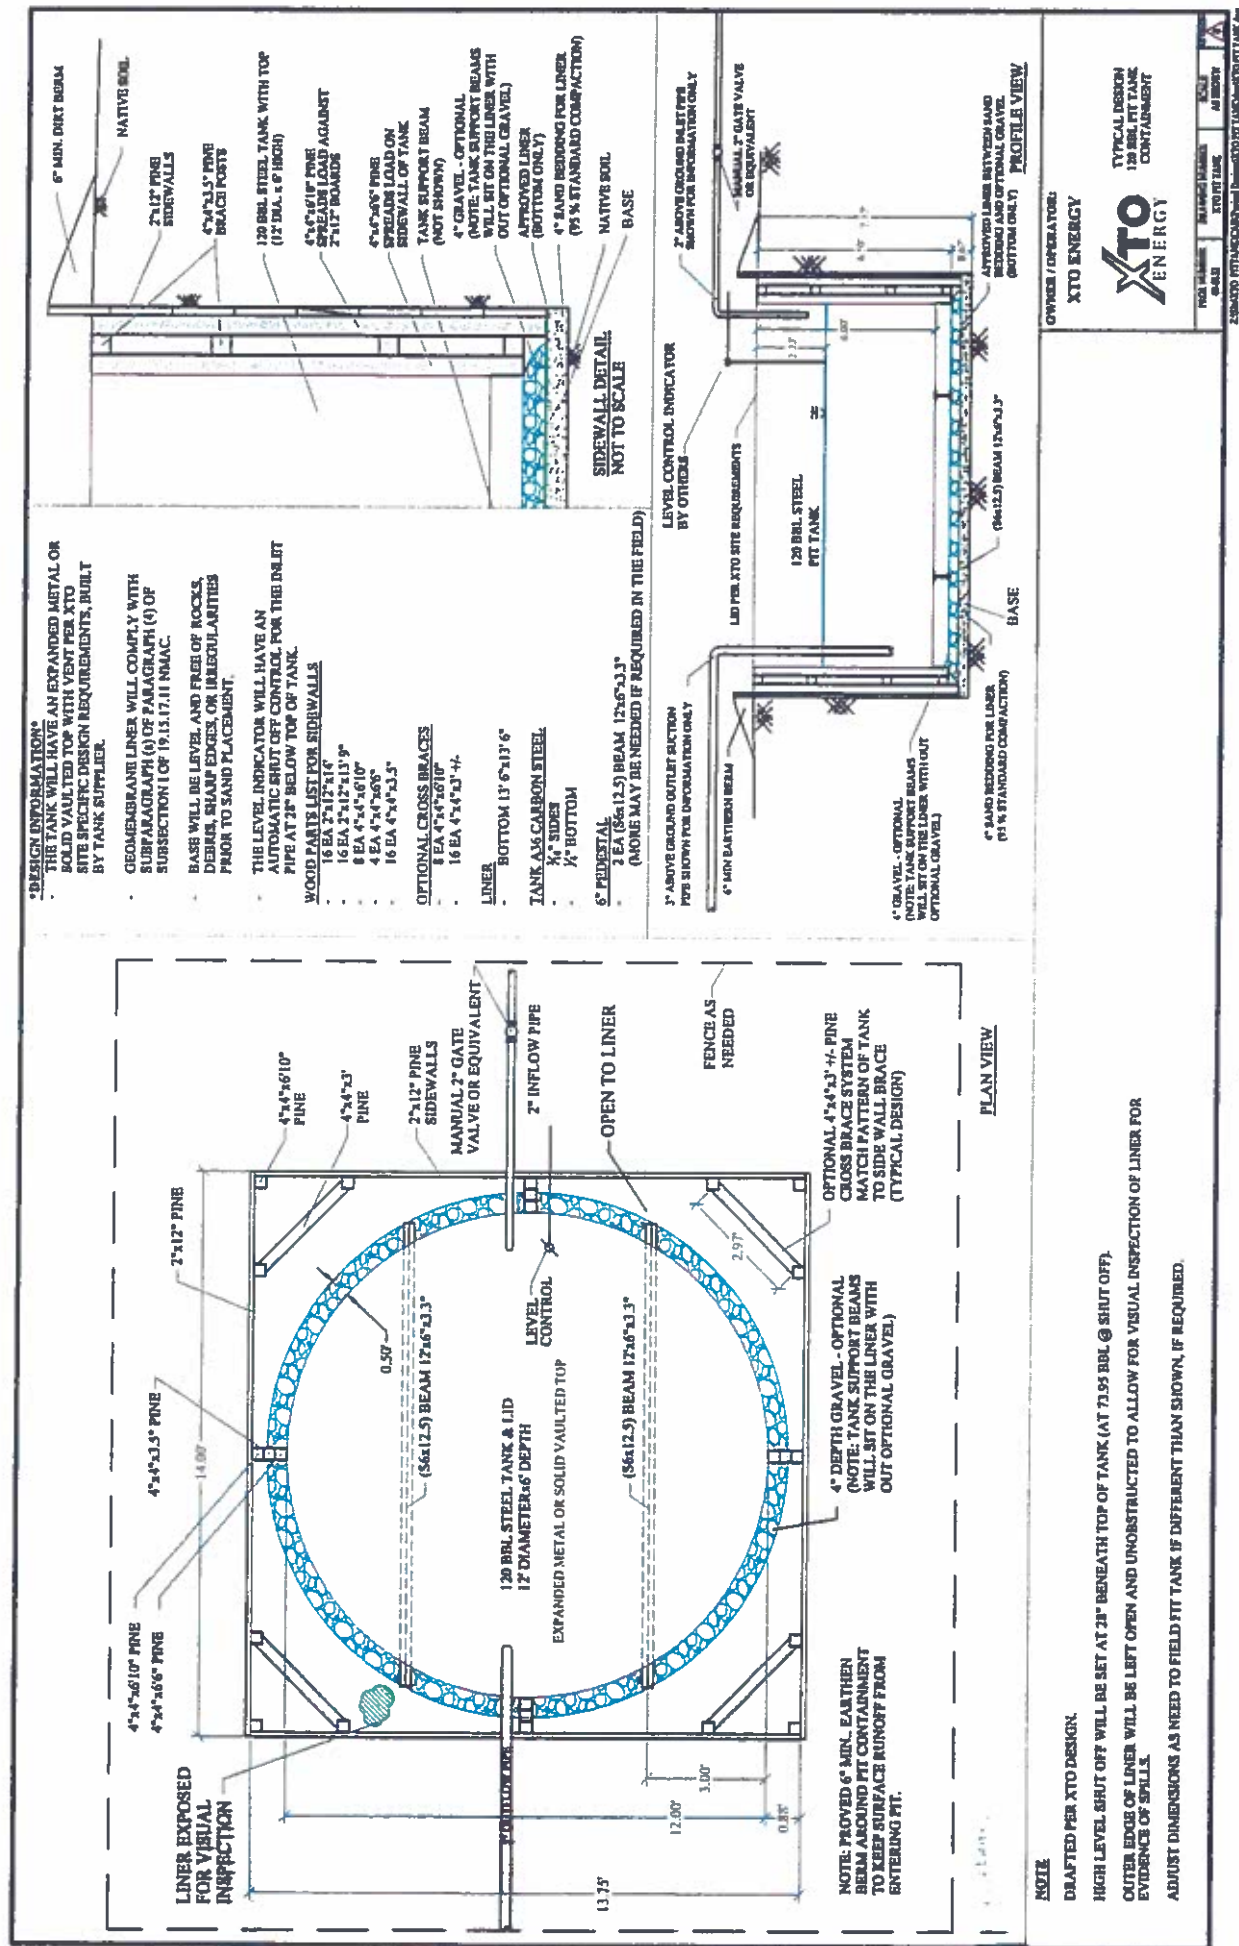 *DESIGN INFORMATION*
- THE TANK WILL HAVE AN EXPANDED METAL OR
SOLID VAULTED TOP WITH VENT PER XTO
SITE SPECIFIC DESIGN REQUIREMENTS, BUILT
BY TANK SUPPLIER.
- GEOMEMBRANE LINER WILL COMPLY WITH
SUBPARAGRAPH (a) OF PARAGRAPH (4) OF
SUBSECTION I OF 19.15.17.11 NMAC.
- BASE WILL BE LEVEL AND FREE OF ROCKS,
DEBRIS, SHARP EDGES, OR IRREGULARITIES
PRIOR TO SAND PLACEMENT.
- THE LEVEL INDICATOR WILL HAVE AN
AUTOMATIC SHUT OFF CONTROL FOR THE INLET
PIPE AT 28" BELOW TOP OF TANK.
WOOD PARTS LIST FOR SIDEWALLS
- 16 EA 2"x12"x14'
- 16 EA 2"x12"x13'9"
- 8 EA 4"x4"x6'10"
- 4 EA 4"x4"x6'6"
- 16 EA 4"x4"x3.5"
OPTIONAL CROSS BRACES
- 8 EA 4"x4"x6'10"
- 16 EA 4"x4"x3' +/-
LINER
- BOTTOM 13' 6"x13' 6"
TANK A36 CARBON STEEL
- SIDES
- ¼" BOTTOM
6" PEDESTAL
- 2 EA (S6x12.5) BEAM 12'x6"x3.3"
(MORE MAY BE NEEDED IF REQUIRED IN THE FIELD)
6" MIN. DIRT BERM
NATIVE SOIL
2"x12" PINE
SIDEWALLS
4"x4"x3.5" PINE
BRACE POSTS
120 BBL STEEL TANK WITH TOP
(12' DIA. x 6' HIGH)
4"x4"x6'10" PINE
SPREADS LOAD AGAINST
2"x12" BOARDS
4"x4"x6'6" PINE
SPREADS LOAD ON
SIDEWALL OF TANK
TANK SUPPORT BEAM
(NOT SHOWN)
4" GRAVEL - OPTIONAL
(NOTE: TANK SUPPORT BEAMS
WILL SIT ON THE LINER WITH
OUT OPTIONAL GRAVEL)
APPROVED LINER
(BOTTOM ONLY)
4" SAND BEDDING FOR LINER
(95 % STANDARD COMPACTION)
NATIVE SOIL
BASE
SIDEWALL DETAIL
NOT TO SCALE
LINER EXPOSED
FOR VISUAL
INSPECTION
4"x4"x6'10" PINE
4"x4"x6'6" PINE
4"x4"x3.5" PINE
2"x12" PINE
4"x4"x6'10"
PINE
4"x4"x3'
PINE
2"x12" PINE
SIDEWALLS
MANUAL 2" GATE
VALVE OR EQUIVALENT
2" INFLOW PIPE
OPEN TO LINER
FENCE AS
NEEDED
14.00'
0.50'
(S6x12.5) BEAM 12'x6"x3.3"
LEVEL
CONTROL
120 BBL STEEL TANK & LID
12' DIAMETERx6' DEPTH
EXPANDED METAL OR SOLID VAULTED TOP
(S6x12.5) BEAM 12'x6"x3.3"
2.97'
3.00'
12.00'
0.88'
13.75'
OPTIONAL 4"x4"x3' +/- PINE
CROSS BRACE SYSTEM
MATCH PATTERN OF TANK
TO SIDE WALL BRACE
(TYPICAL DESIGN)
4" DEPTH GRAVEL - OPTIONAL
(NOTE: TANK SUPPORT BEAMS
WILL SIT ON THE LINER WITH
OUT OPTIONAL GRAVEL)
NOTE: PROVED 6" MIN. EARTHEN
BERM AROUND PIT CONTAINMENT
TO KEEP SURFACE RUNOFF FROM
ENTERING PIT.
PLAN VIEW
LEVEL CONTROL INDICATOR
BY OTHERS
2" ABOVE GROUND INLET PIPE
SHOWN FOR INFORMATION ONLY
MANUAL 2" GATE VALVE
OR EQUIVALENT
3" ABOVE GROUND OUTLET SUCTION
PIPE SHOWN FOR INFORMATION ONLY
6" MIN EARTHERN BERM
LID PER XTO SITE REQUIREMENTS
120 BBL STEEL
PIT TANK
6.00'
4" GRAVEL - OPTIONAL
(NOTE: TANK SUPPORT BEAMS
WILL SIT ON THE LINER WITH OUT
OPTIONAL GRAVEL)
4" SAND BEDDING FOR LINER
(95 % STANDARD COMPACTION)
BASE
(S6x12.5) BEAM 12'x6"x3.3"
APPROVED LINER BETWEEN SAND
BEDDING AND OPTIONAL GRAVEL
(BOTTOM ONLY)
PROFILE VIEW
NOTE
DRAFTED PER XTO DESIGN.
HIGH LEVEL SHUT OFF WILL BE SET AT 28" BENEATH TOP OF TANK (AT 73.95 BBL @ SHUT OFF).
OUTER EDGE OF LINER WILL BE LEFT OPEN AND UNOBSTRUCTED TO ALLOW FOR VISUAL INSPECTION OF LINER FOR
EVIDENCE OF SPILLS.
ADJUST DIMENSIONS AS NEED TO FIELD FIT TANK IF DIFFERENT THAN SHOWN, IF REQUIRED.
OWNER / OPERATOR:
XTO ENERGY
XTO
ENERGY
TYPICAL DESIGN
120 BBL PIT TANK
CONTAINMENT
SCALE
AS SHOWN
XTO PIT TANK